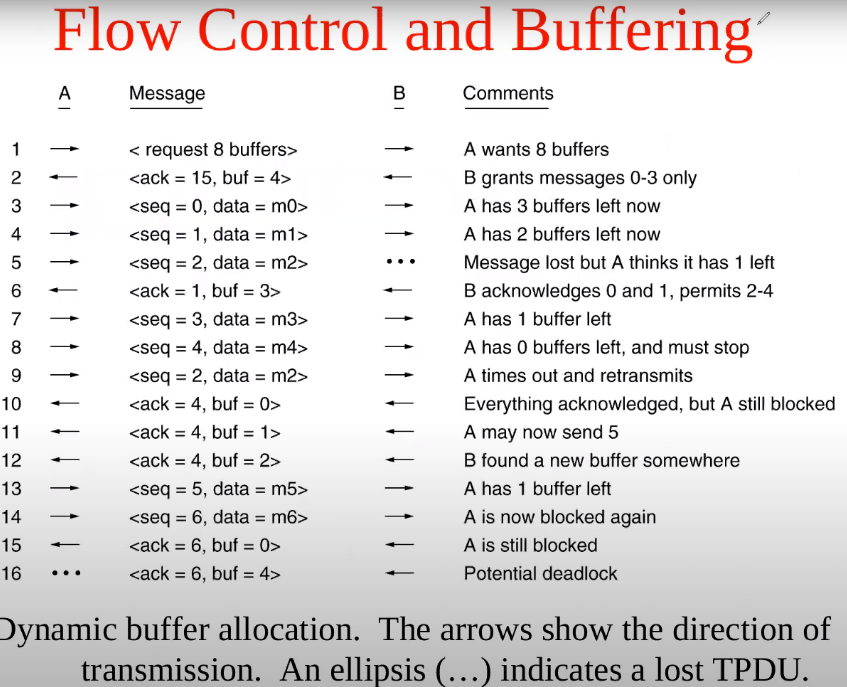 Flow Control and Buffering
A Message B Comments
1 → < request 8 buffers> → A wants 8 buffers
2 ← <ack = 15, buf = 4> ← B grants messages 0-3 only
3 → <seq = 0, data = m0> → A has 3 buffers left now
4 → <seq = 1, data = m1> → A has 2 buffers left now
5 → <seq = 2, data = m2> ••• Message lost but A thinks it has 1 left
6 ← <ack = 1, buf = 3> ← B acknowledges 0 and 1, permits 2-4
7 → <seq = 3, data = m3> → A has 1 buffer left
8 → <seq = 4, data = m4> → A has 0 buffers left, and must stop
9 → <seq = 2, data = m2> → A times out and retransmits
10 ← <ack = 4, buf = 0> ← Everything acknowledged, but A still blocked
11 ← <ack = 4, buf = 1> ← A may now send 5
12 ← <ack = 4, buf = 2> ← B found a new buffer somewhere
13 → <seq = 5, data = m5> → A has 1 buffer left
14 → <seq = 6, data = m6> → A is now blocked again
15 ← <ack = 6, buf = 0> ← A is still blocked
16 ••• <ack = 6, buf = 4> ← Potential deadlock
Dynamic buffer allocation. The arrows show the direction of
transmission. An ellipsis (…) indicates a lost TPDU.